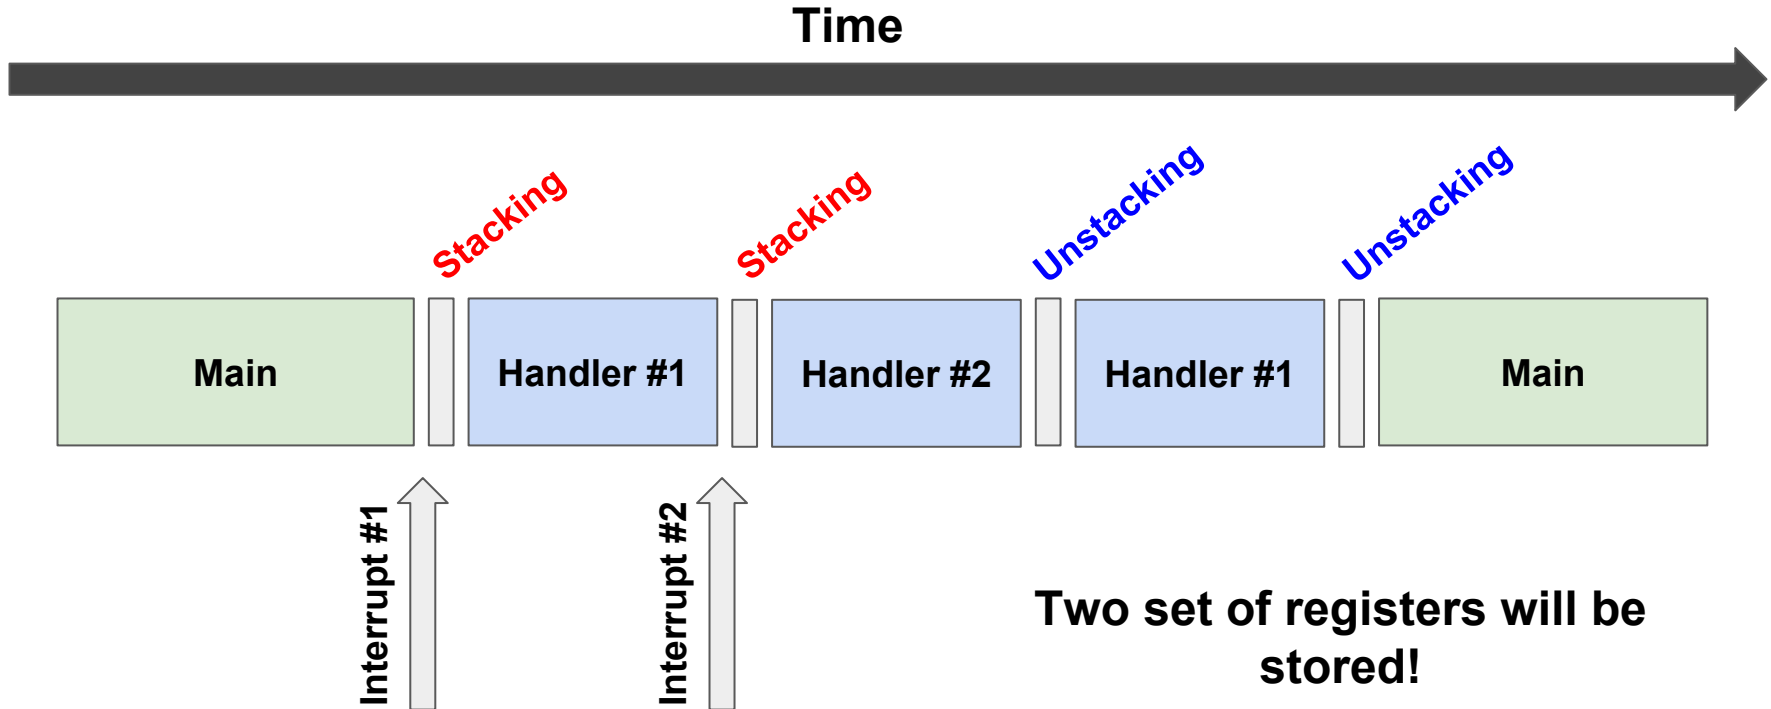 Time
Stacking
Stacking
Unstacking
Unstacking
Main
Handler #1
Handler #2
Handler #1
Main
Interrupt #1
Interrupt #2
Two set of registers will be
stored!